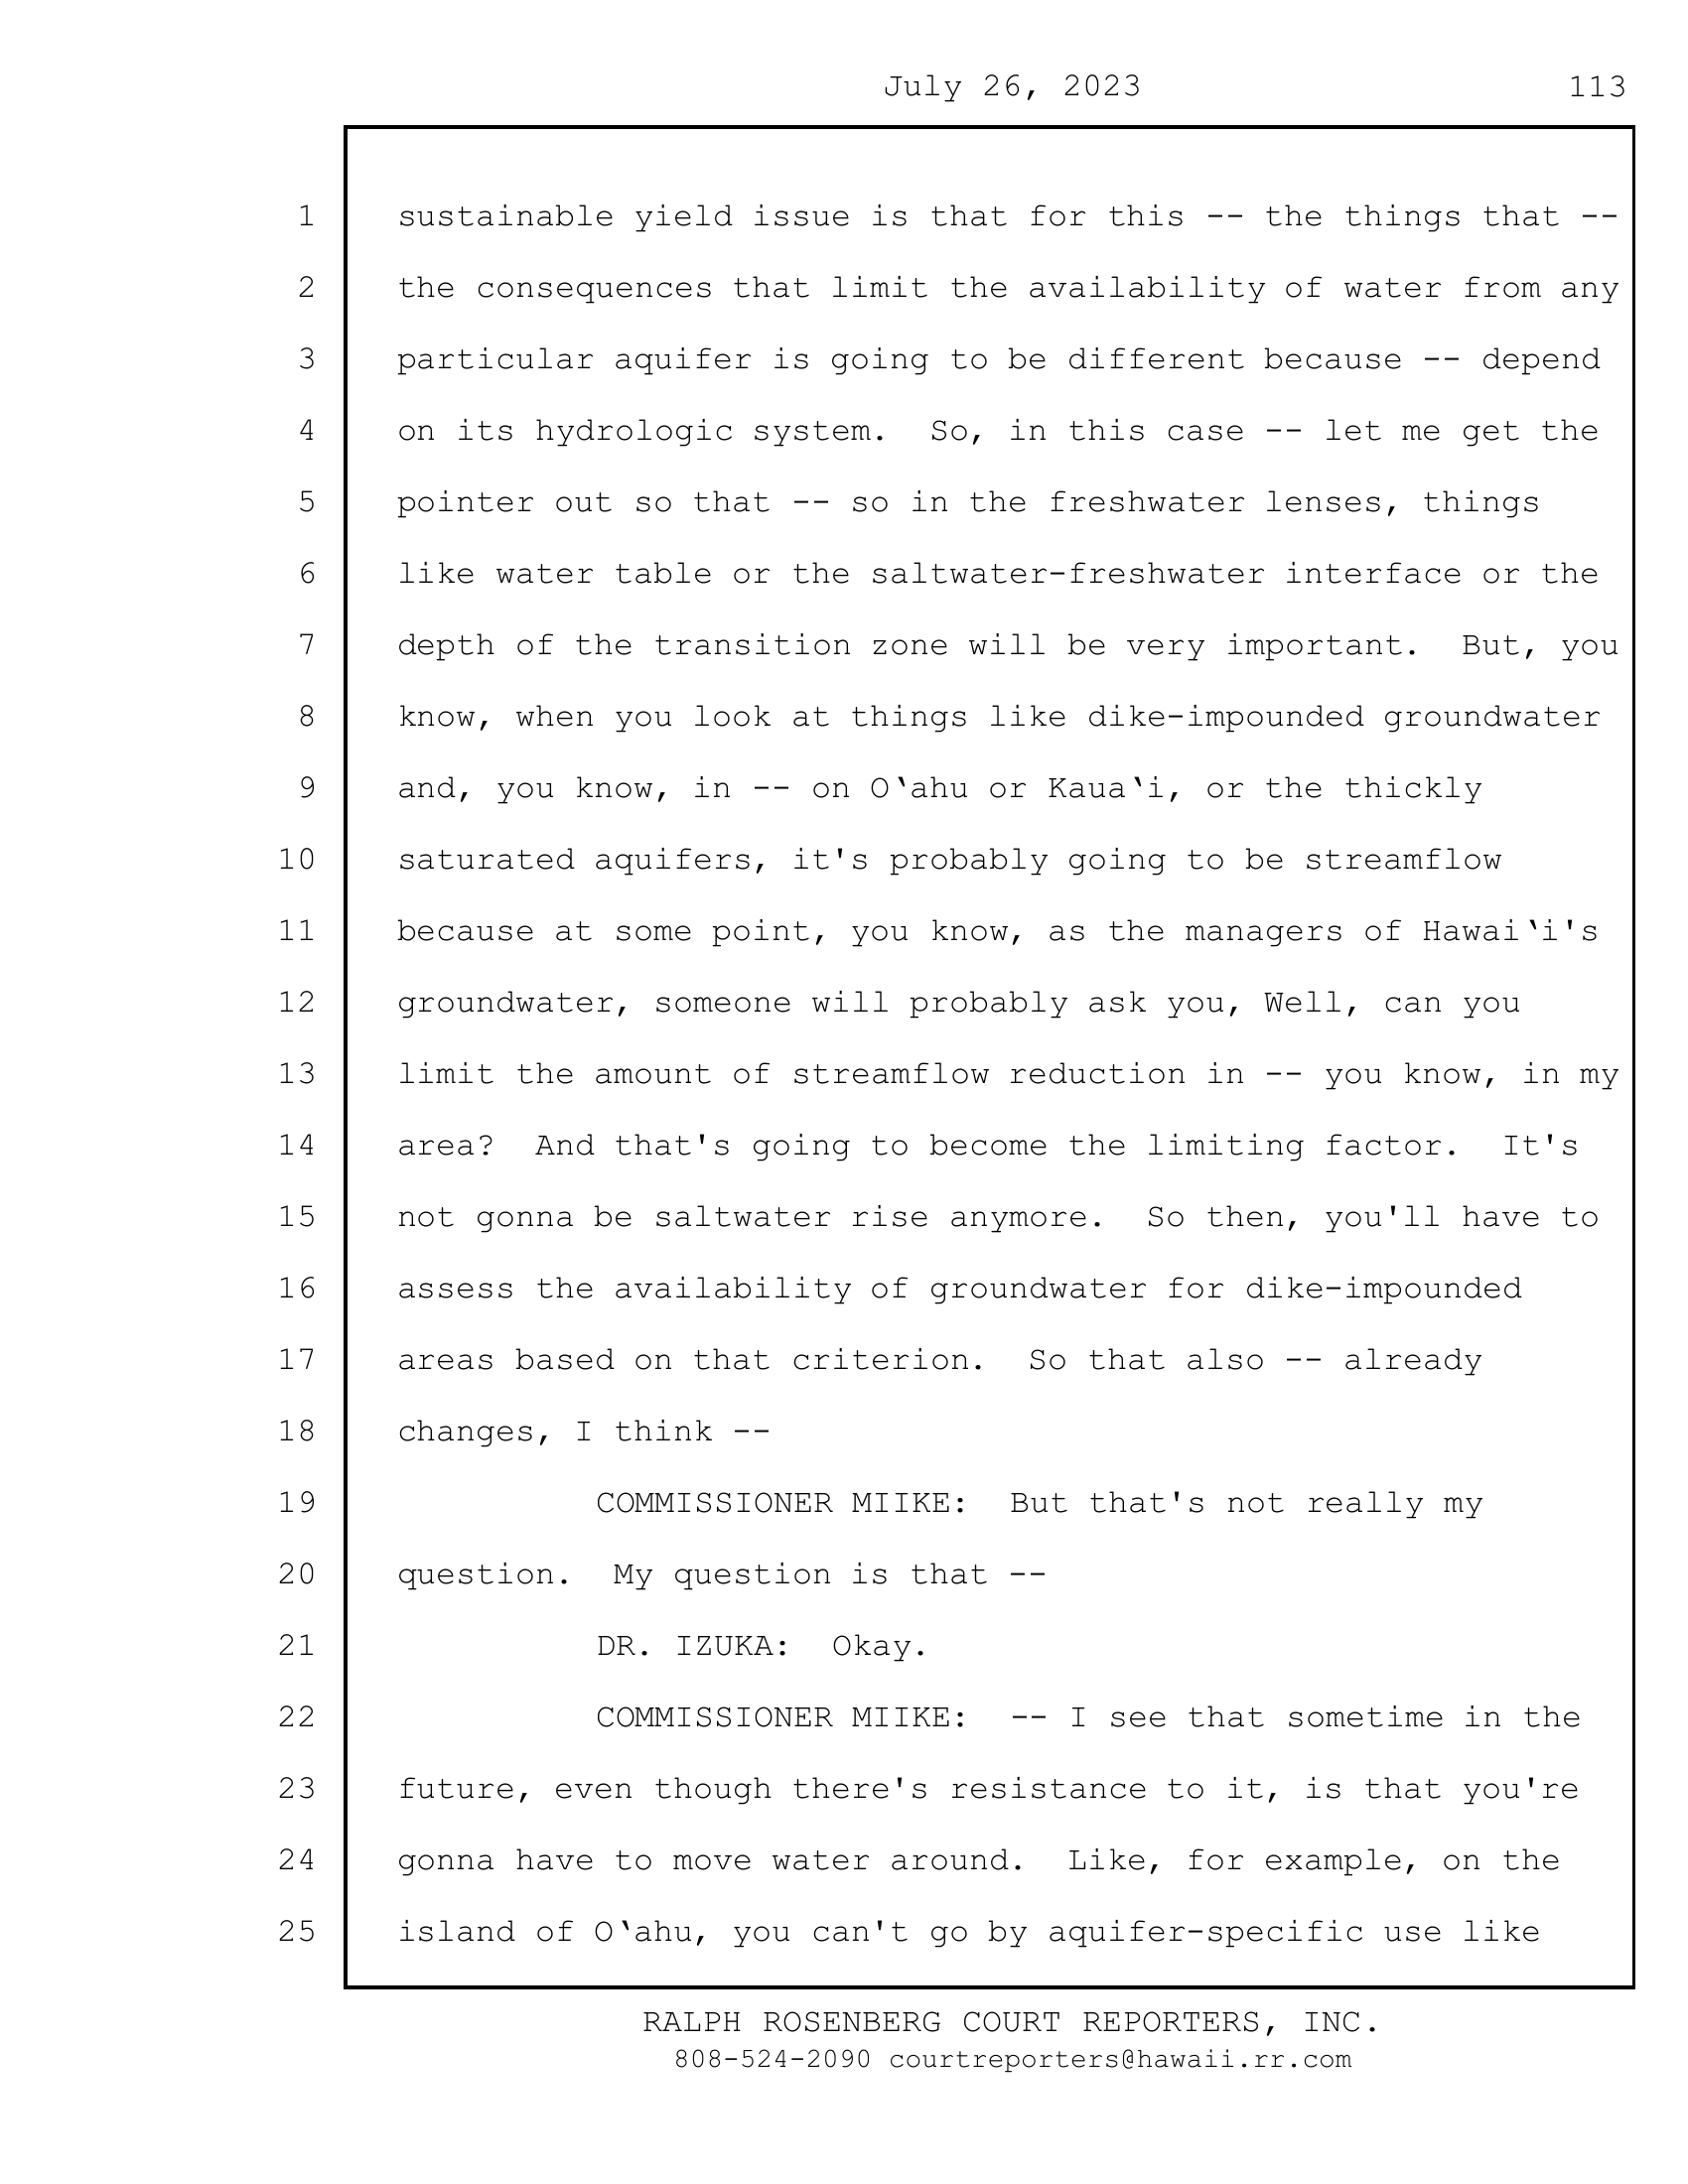 July 26, 2023 113
1 sustainable yield issue is that for this -- the things that --
2 the consequences that limit the availability of water from any
3 particular aquifer is going to be different because -- depend
4 on its hydrologic system.  So, in this case -- let me get the
5 pointer out so that -- so in the freshwater lenses, things
6 like water table or the saltwater-freshwater interface or the
7 depth of the transition zone will be very important.  But, you
8 know, when you look at things like dike-impounded groundwater
9 and, you know, in -- on Oʻahu or Kauaʻi, or the thickly
10 saturated aquifers, it's probably going to be streamflow
11 because at some point, you know, as the managers of Hawaiʻi's
12 groundwater, someone will probably ask you, Well, can you
13 limit the amount of streamflow reduction in -- you know, in my
14 area?  And that's going to become the limiting factor.  It's
15 not gonna be saltwater rise anymore.  So then, you'll have to
16 assess the availability of groundwater for dike-impounded
17 areas based on that criterion.  So that also -- already
18 changes, I think --
19 COMMISSIONER MIIKE:  But that's not really my
20 question.  My question is that --
21 DR. IZUKA:  Okay.
22 COMMISSIONER MIIKE:  -- I see that sometime in the
23 future, even though there's resistance to it, is that you're
24 gonna have to move water around.  Like, for example, on the
25 island of Oʻahu, you can't go by aquifer-specific use like
RALPH ROSENBERG COURT REPORTERS, INC.
808-524-2090 courtreporters@hawaii.rr.com